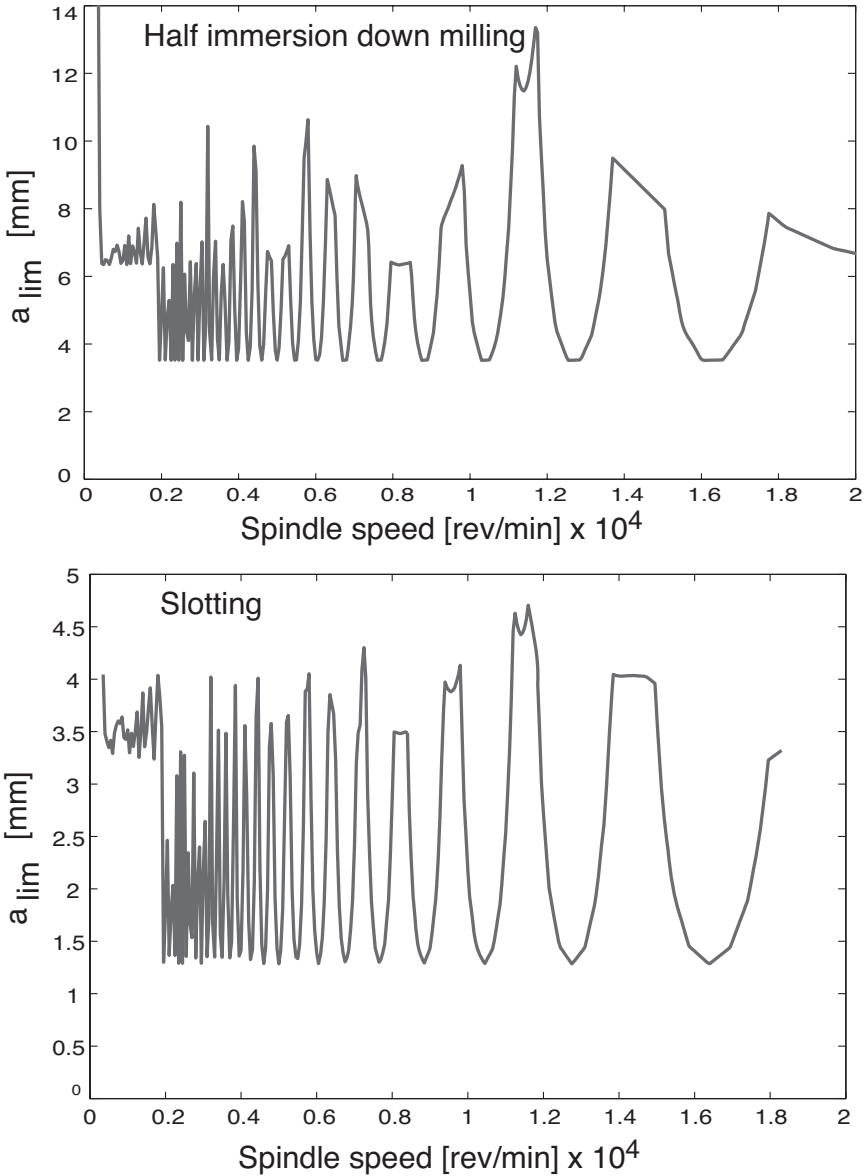 Half immersion down milling
14
12
10
8
6
4
2
0
a lim [mm]
0 0.2 0.4 0.6 0.8 1 1.2 1.4 1.6 1.8 2
Spindle speed [rev/min] x 10⁴
Slotting
5
4.5
4
3.5
3
2.5
2
1.5
1
0.5
0
a lim [mm]
0 0.2 0.4 0.6 0.8 1 1.2 1.4 1.6 1.8 2
Spindle speed [rev/min] x 10⁴